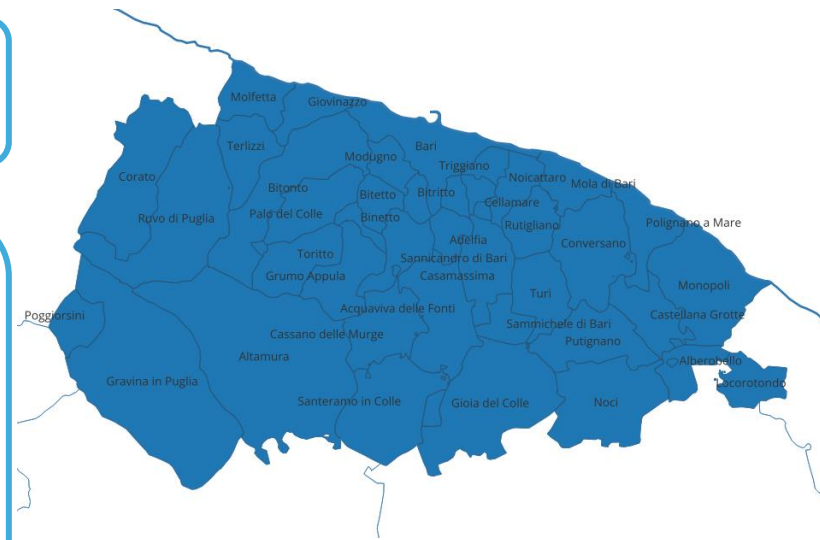 Molfetta
Giovinazzo
Terlizzi
Bari
Modugno
Triggiano
Corato
Noicattaro
Mola di Bari
Bitonto
Bitetto
Bitritto
Cellamare
Palo del Colle
Binetto
Ruvo di Puglia
Rutigliano
Polignano a Mare
Adelfia
Conversano
Toritto
Sannicandro di Bari
Grumo Appula
Casamassima
Monopoli
Turi
Acquaviva delle Fonti
Poggiorsini
Castellana Grotte
Sammichele di Bari
Cassano delle Murge
Putignano
Altamura
Alberobello
Gravina in Puglia
Locorotondo
Santeramo in Colle
Gioia del Colle
Noci